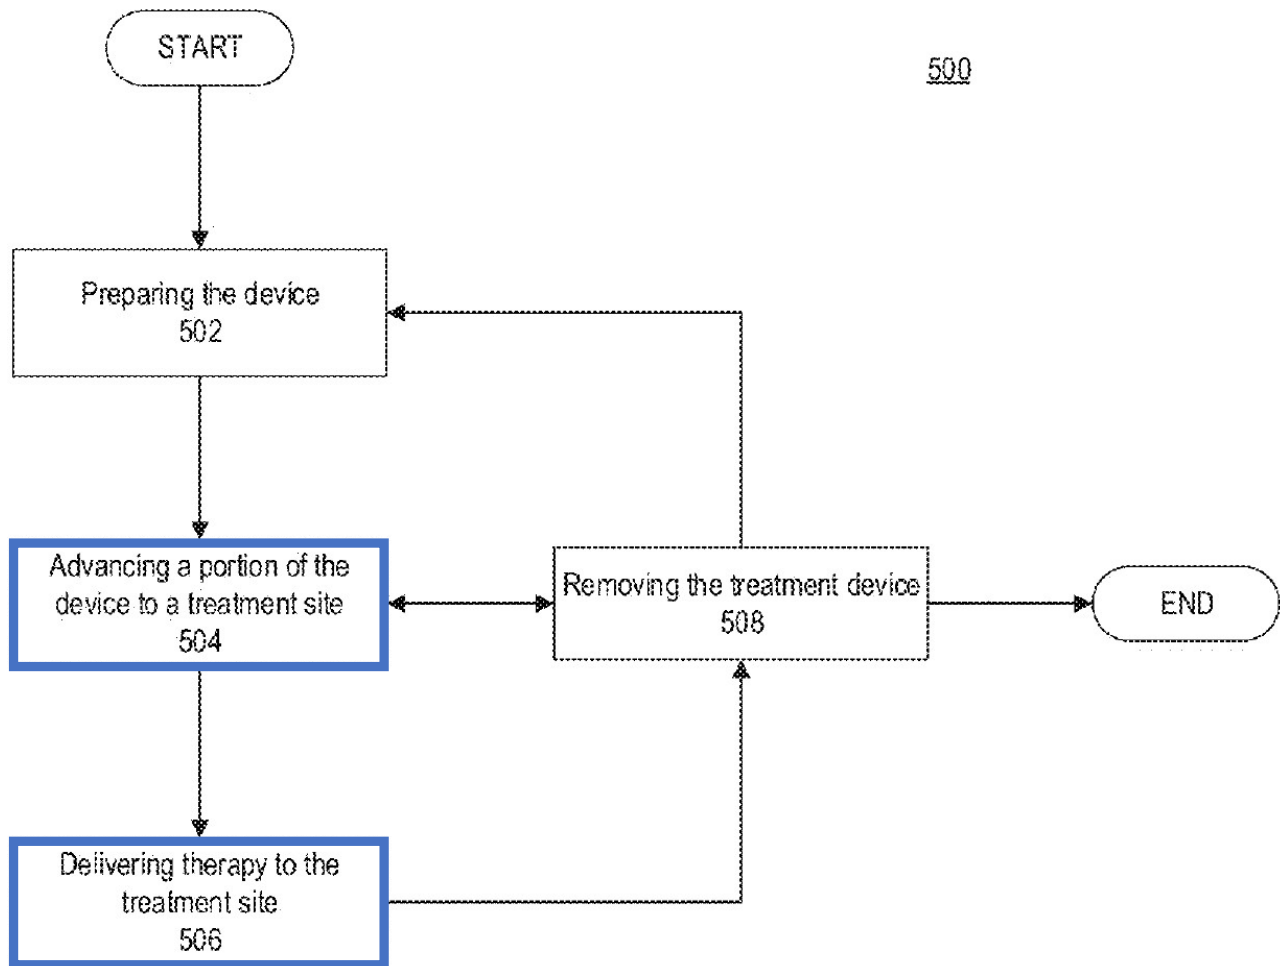 START
500
Preparing the device
502
Advancing a portion of the
device to a treatment site
504
Removing the treatment device
508
END
Delivering therapy to the
treatment site
506